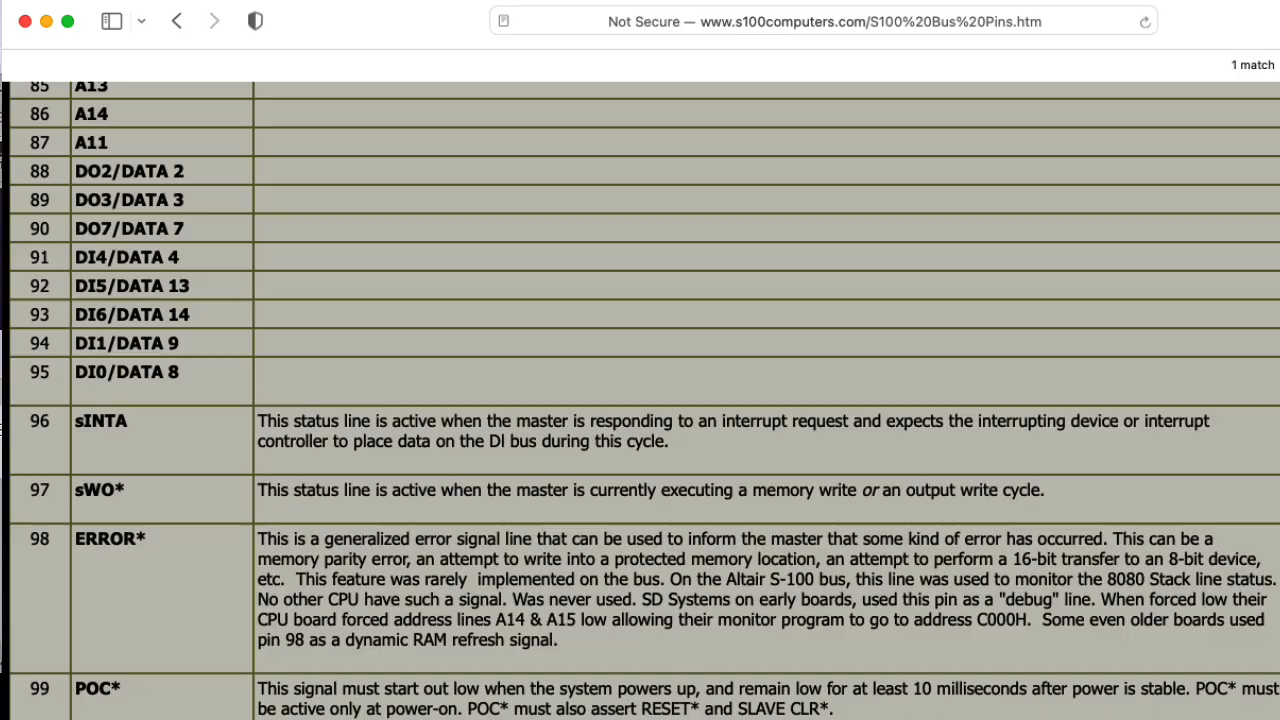 Not Secure — www.s100computers.com/S100%20Bus%20Pins.htm
1 match
85 A13
86 A14
87 A11
88 DO2/DATA 2
89 DO3/DATA 3
90 DO7/DATA 7
91 DI4/DATA 4
92 DI5/DATA 13
93 DI6/DATA 14
94 DI1/DATA 9
95 DI0/DATA 8
96 sINTA This status line is active when the master is responding to an interrupt request and expects the interrupting device or interrupt
controller to place data on the DI bus during this cycle.
97 sWO* This status line is active when the master is currently executing a memory write or an output write cycle.
98 ERROR* This is a generalized error signal line that can be used to inform the master that some kind of error has occurred. This can be a
memory parity error, an attempt to write into a protected memory location, an attempt to perform a 16-bit transfer to an 8-bit device,
etc. This feature was rarely implemented on the bus. On the Altair S-100 bus, this line was used to monitor the 8080 Stack line status.
No other CPU have such a signal. Was never used. SD Systems on early boards, used this pin as a "debug" line. When forced low their
CPU board forced address lines A14 & A15 low allowing their monitor program to go to address C000H. Some even older boards used
pin 98 as a dynamic RAM refresh signal.
99 POC* This signal must start out low when the system powers up, and remain low for at least 10 milliseconds after power is stable. POC* must
be active only at power-on. POC* must also assert RESET* and SLAVE CLR*.